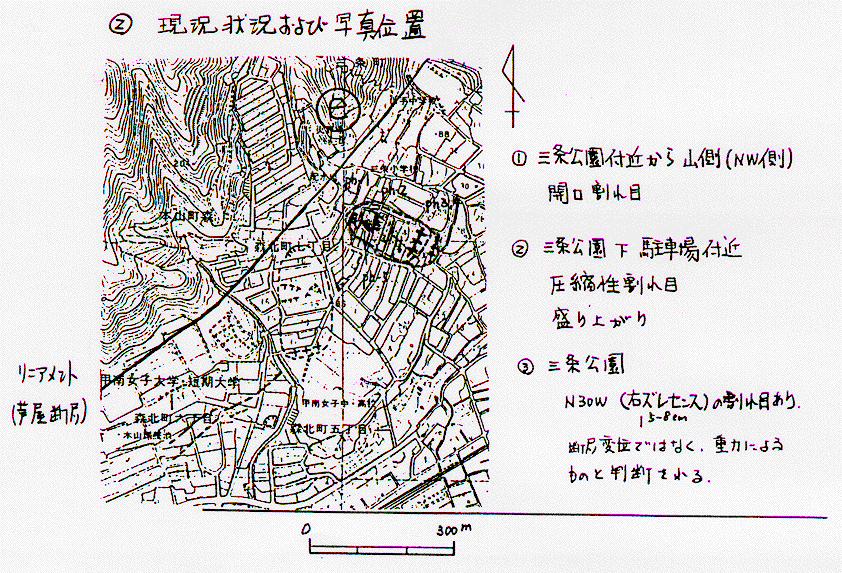 ② 現況状況および写真位置
① 三条公園付近から山側(NW側)
開口割れ目
② 三条公園下駐車場付近
圧縮性割れ目
盛り上がり
③ 三条公園
N30W (右ズレセンス)の割れ目あり.
5-8cm
断層変位ではなく、重力による
ものと判断される.
リニアメント
(芦屋断層)
三条小学校
ph2
ph3
本山町森
森北町七丁目
甲南女子大学・短期大学
甲南女子中・高校
森北町六丁目
森北町五丁目
0 300m